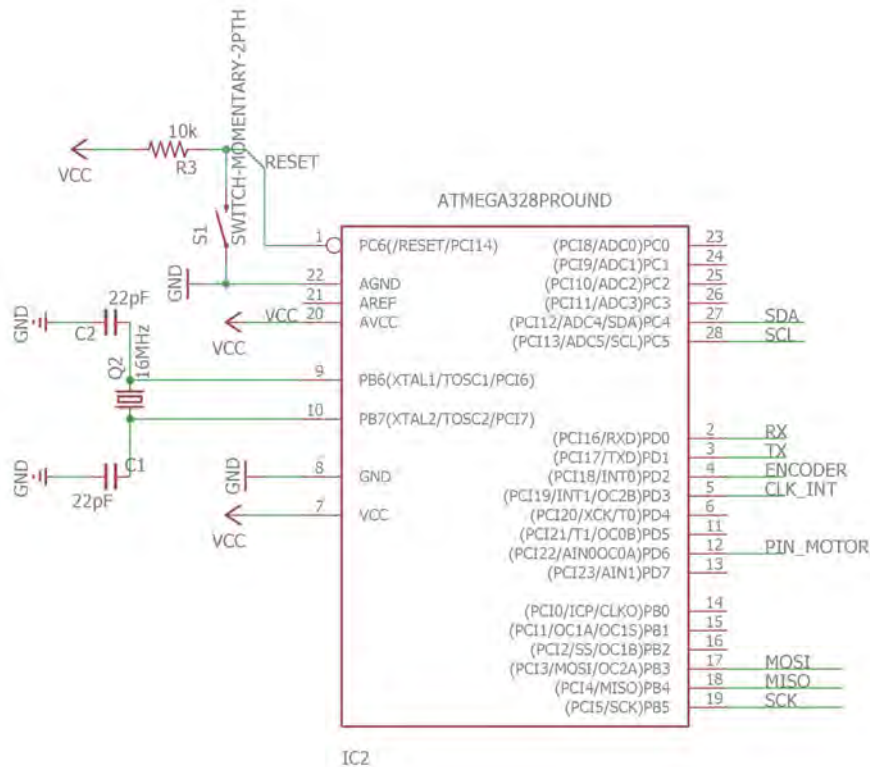 SWITCH-MOMENTARY-2PTH
10k
R3
VCC
RESET
S1
GND
ATMEGA328PROUND
1 PC6(/RESET/PCI14)
22 AGND
21 AREF
VCC 20 AVCC
VCC
22pF
GND
C2
Q2
16MHz
9 PB6(XTAL1/TOSC1/PCI6)
10 PB7(XTAL2/TOSC2/PCI7)
GND
C1
22pF
GND
8 GND
7 VCC
VCC
(PCI8/ADC0)PC0 23
(PCI9/ADC1)PC1 24
(PCI10/ADC2)PC2 25
(PCI11/ADC3)PC3 26
(PCI12/ADC4/SDA)PC4 27 SDA
(PCI13/ADC5/SCL)PC5 28 SCL
(PCI16/RXD)PD0 2 RX
(PCI17/TXD)PD1 3 TX
(PCI18/INT0)PD2 4 ENCODER
(PCI19/INT1/OC2B)PD3 5 CLK_INT
(PCI20/XCK/T0)PD4 6
(PCI21/T1/OC0B)PD5 11
(PCI22/AIN0OC0A)PD6 12 PIN_MOTOR
(PCI23/AIN1)PD7 13
(PCI0/ICP/CLKO)PB0 14
(PCI1/OC1A/OC1S)PB1 15
(PCI2/SS/OC1B)PB2 16
(PCI3/MOSI/OC2A)PB3 17 MOSI
(PCI4/MISO)PB4 18 MISO
(PCI5/SCK)PB5 19 SCK
IC2